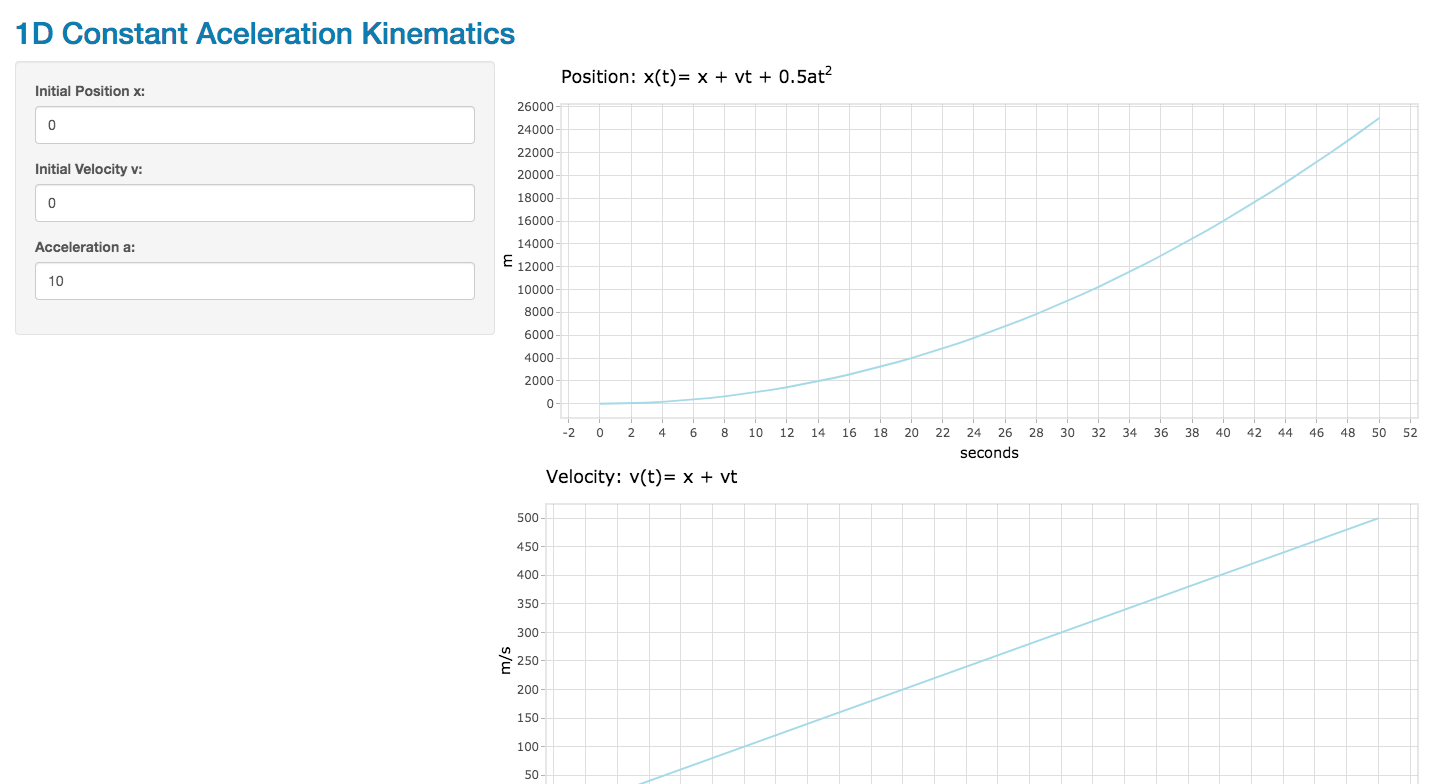 1D Constant Aceleration Kinematics
Initial Position x:
0
Initial Velocity v:
0
Acceleration a:
10
Position: x(t)= x + vt + 0.5at²
26000
24000
22000
20000
18000
16000
14000
12000
10000
8000
6000
4000
2000
0
m
-2 0 2 4 6 8 10 12 14 16 18 20 22 24 26 28 30 32 34 36 38 40 42 44 46 48 50 52
seconds
Velocity: v(t)= x + vt
500
450
400
350
300
250
200
150
100
50
m/s